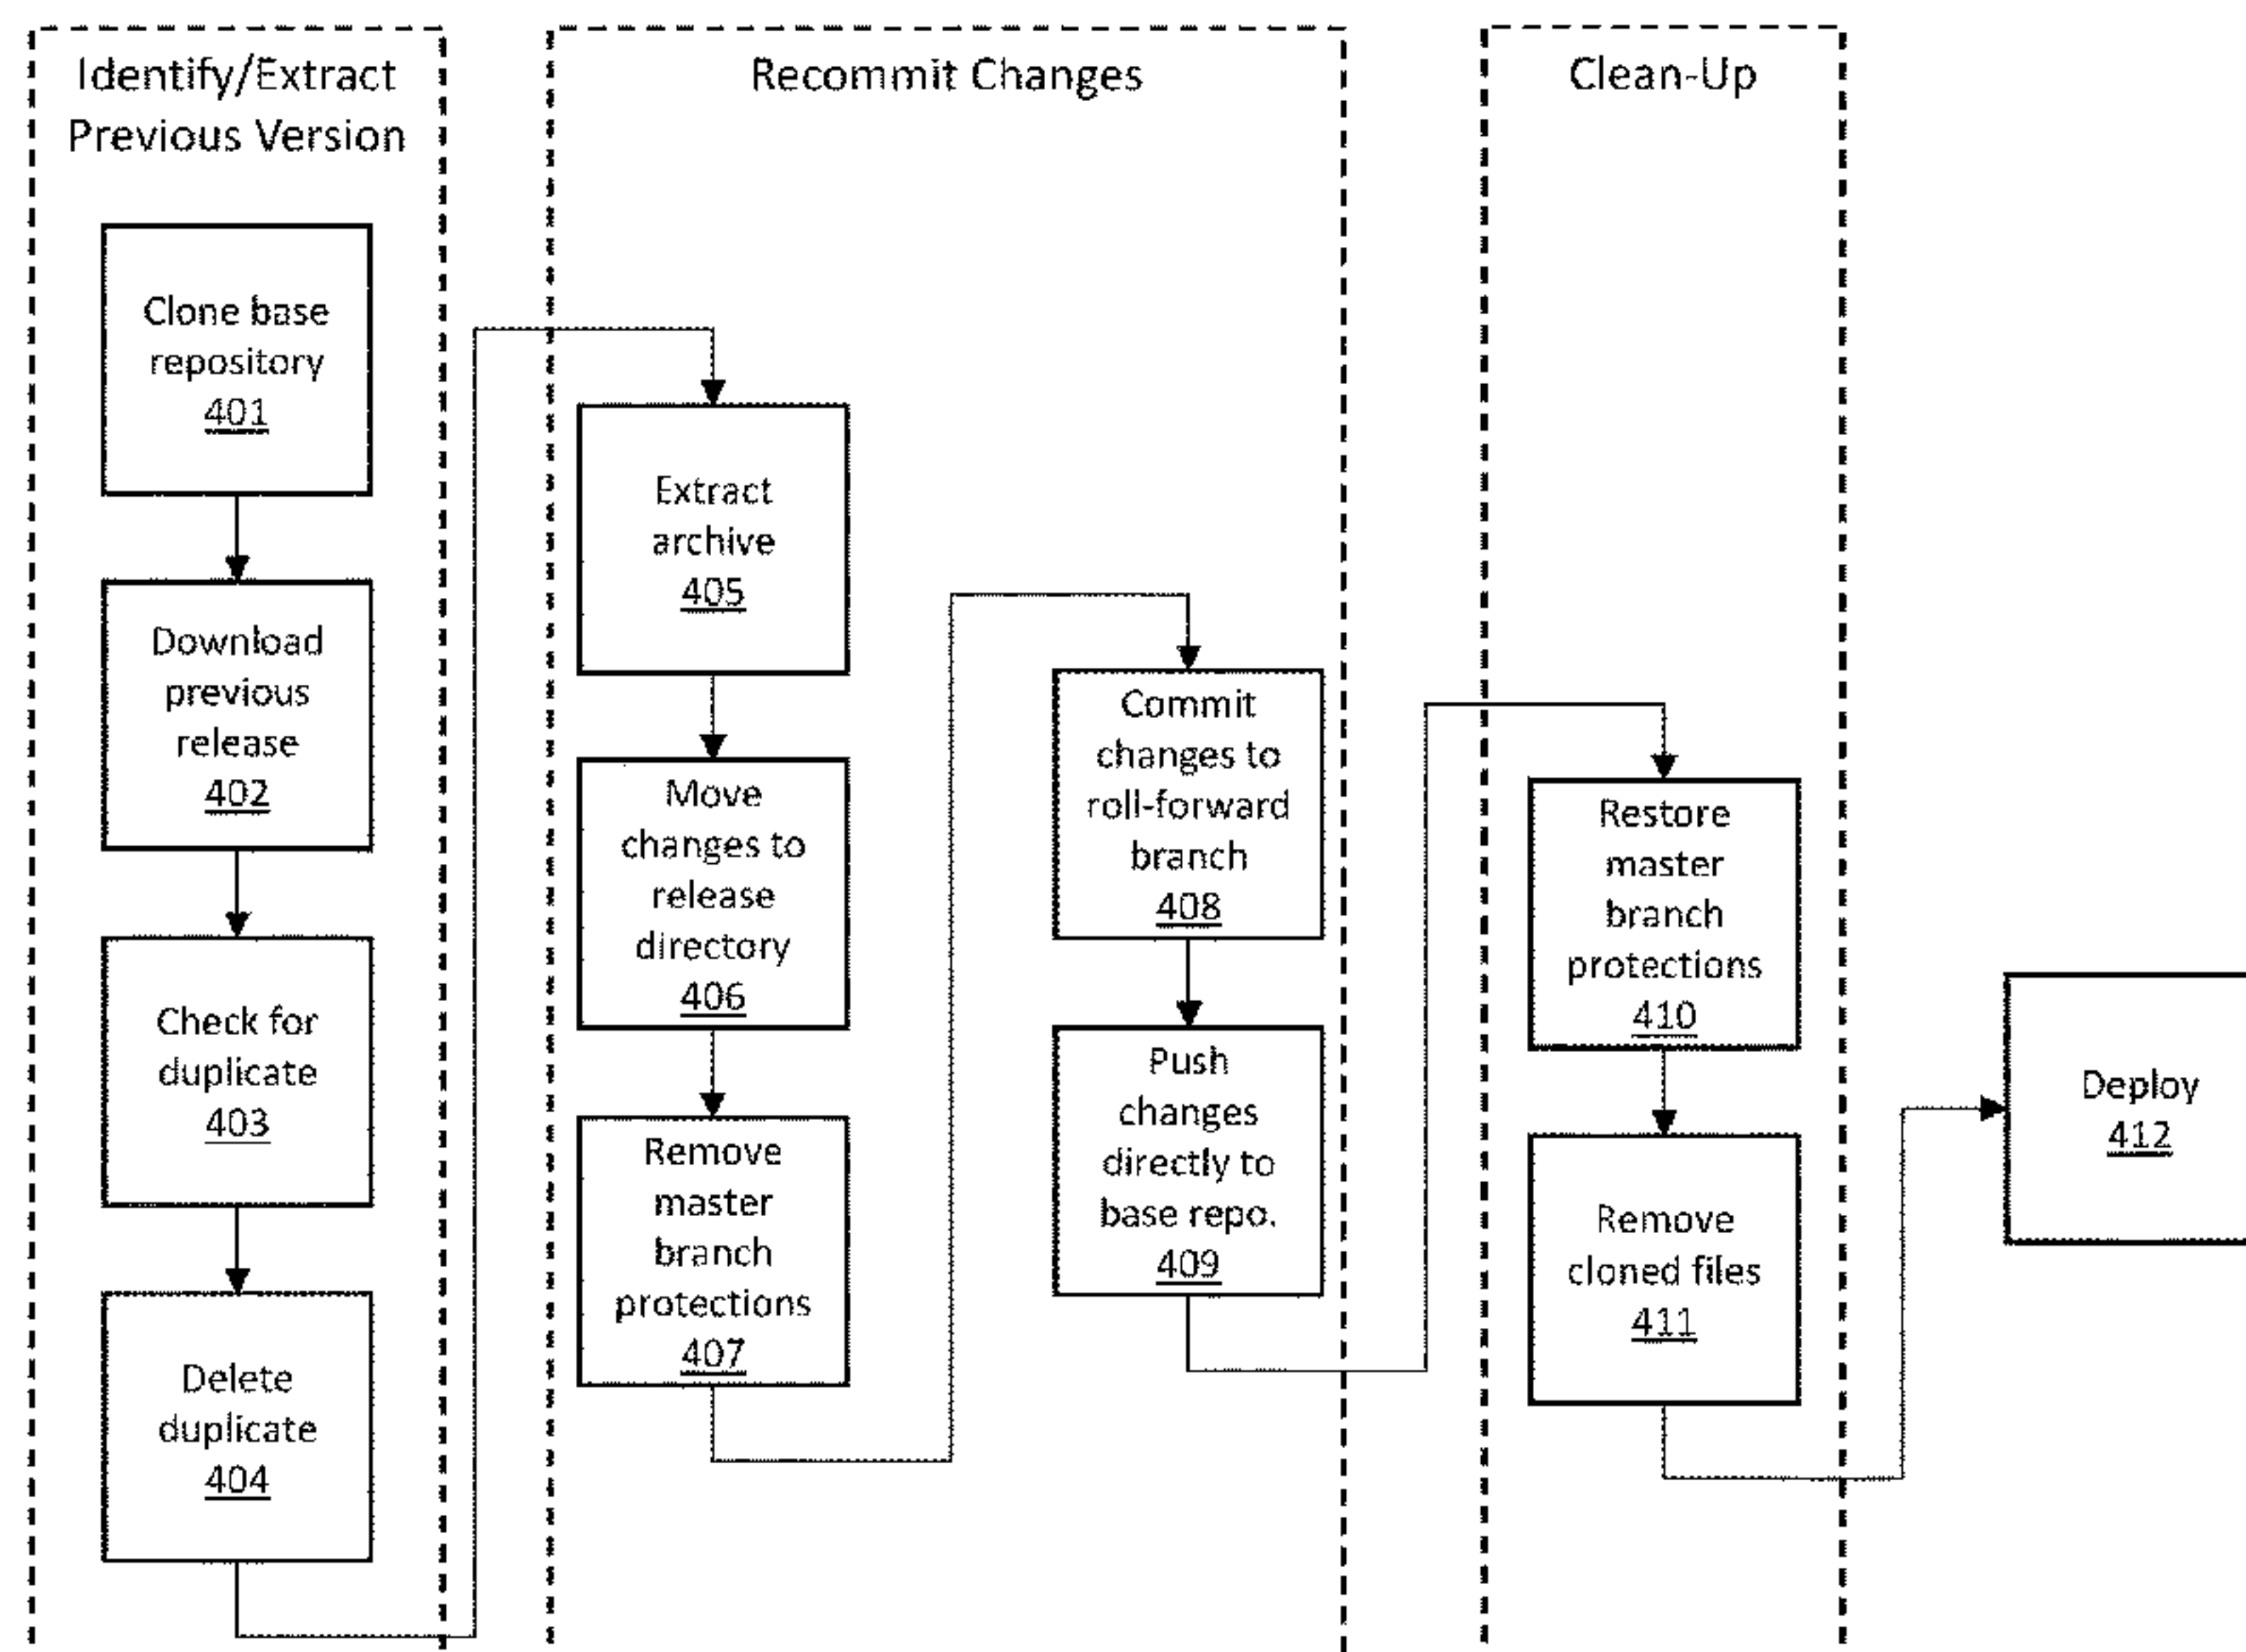 Identify/Extract
Previous Version
Clone base
repository
401
Download
previous
release
402
Check for
duplicate
403
Delete
duplicate
404
Recommit Changes
Extract
archive
405
Move
changes to
release
directory
406
Remove
master
branch
protections
407
Commit
changes to
roll-forward
branch
408
Push
changes
directly to
base repo.
409
Clean-Up
Restore
master
branch
protections
410
Remove
cloned files
411
Deploy
412